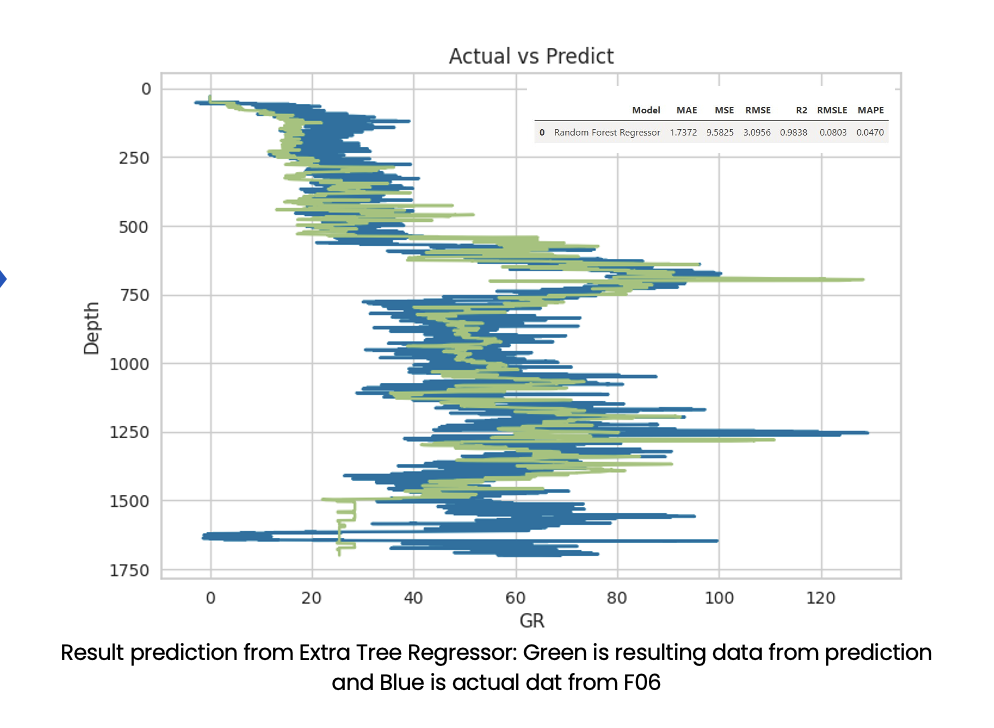 Actual vs Predict
Model MAE MSE RMSE R2 RMSLE MAPE
0 Random Forest Regressor 1.7372 9.5825 3.0956 0.9838 0.0803 0.0470
0
250
500
750
1000
1250
1500
1750
Depth
0 20 40 60 80 100 120
GR
Result prediction from Extra Tree Regressor: Green is resulting data from prediction
and Blue is actual dat from F06